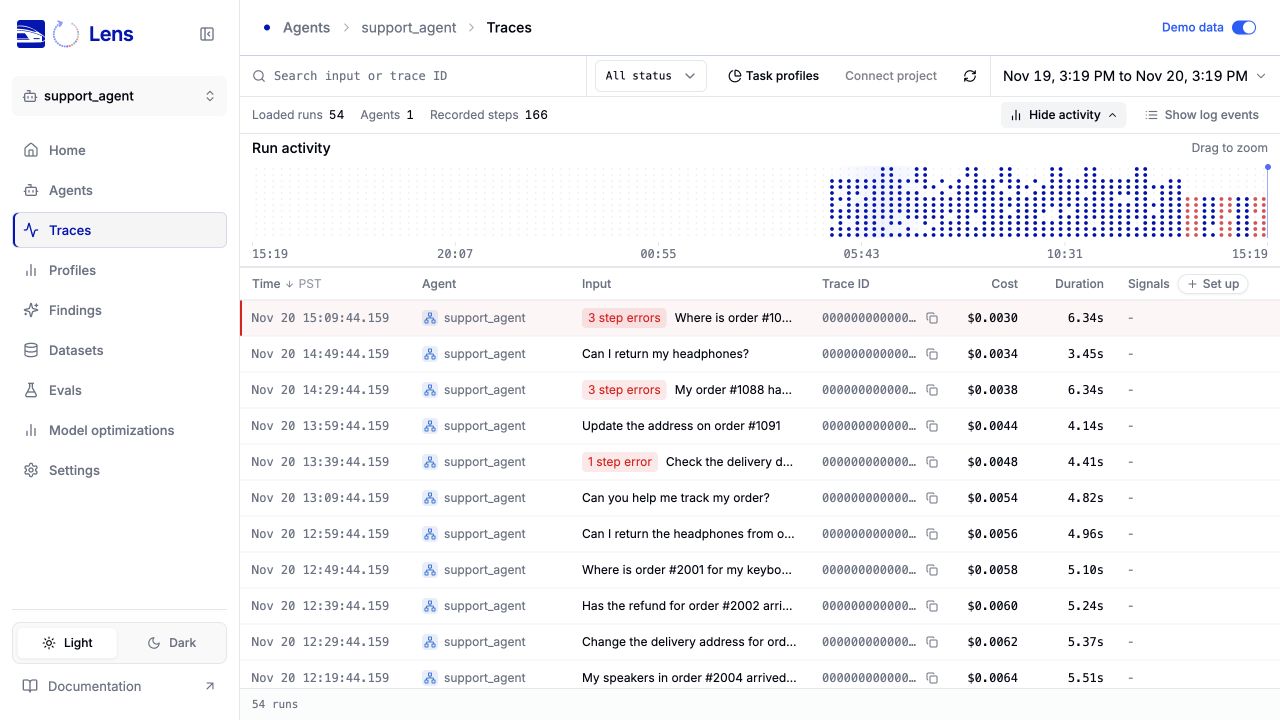 Lens
Agents
support_agent
Traces
Demo data
support_agent
Search input or trace ID
All status
Task profiles
Connect project
Nov 19, 3:19 PM to Nov 20, 3:19 PM
Home
Agents
Traces
Profiles
Findings
Datasets
Evals
Model optimizations
Settings
Light
Dark
Documentation
Loaded runs 54 Agents 1 Recorded steps 166
Hide activity
Show log events
Run activity
Drag to zoom
15:19 20:07 00:55 05:43 10:31 15:19
Time PST Agent Input Trace ID Cost Duration Signals + Set up
Nov 20 15:09:44.159 support_agent 3 step errors Where is order #10... 000000000000... $0.0030 6.34s -
Nov 20 14:49:44.159 support_agent Can I return my headphones? 000000000000... $0.0034 3.45s -
Nov 20 14:29:44.159 support_agent 3 step errors My order #1088 ha... 000000000000... $0.0038 6.34s -
Nov 20 13:59:44.159 support_agent Update the address on order #1091 000000000000... $0.0044 4.14s -
Nov 20 13:39:44.159 support_agent 1 step error Check the delivery d... 000000000000... $0.0048 4.41s -
Nov 20 13:09:44.159 support_agent Can you help me track my order? 000000000000... $0.0054 4.82s -
Nov 20 12:59:44.159 support_agent Can I return the headphones from o... 000000000000... $0.0056 4.96s -
Nov 20 12:49:44.159 support_agent Where is order #2001 for my keybo... 000000000000... $0.0058 5.10s -
Nov 20 12:39:44.159 support_agent Has the refund for order #2002 arri... 000000000000... $0.0060 5.24s -
Nov 20 12:29:44.159 support_agent Change the delivery address for ord... 000000000000... $0.0062 5.37s -
Nov 20 12:19:44.159 support_agent My speakers in order #2004 arrived... 000000000000... $0.0064 5.51s -
54 runs